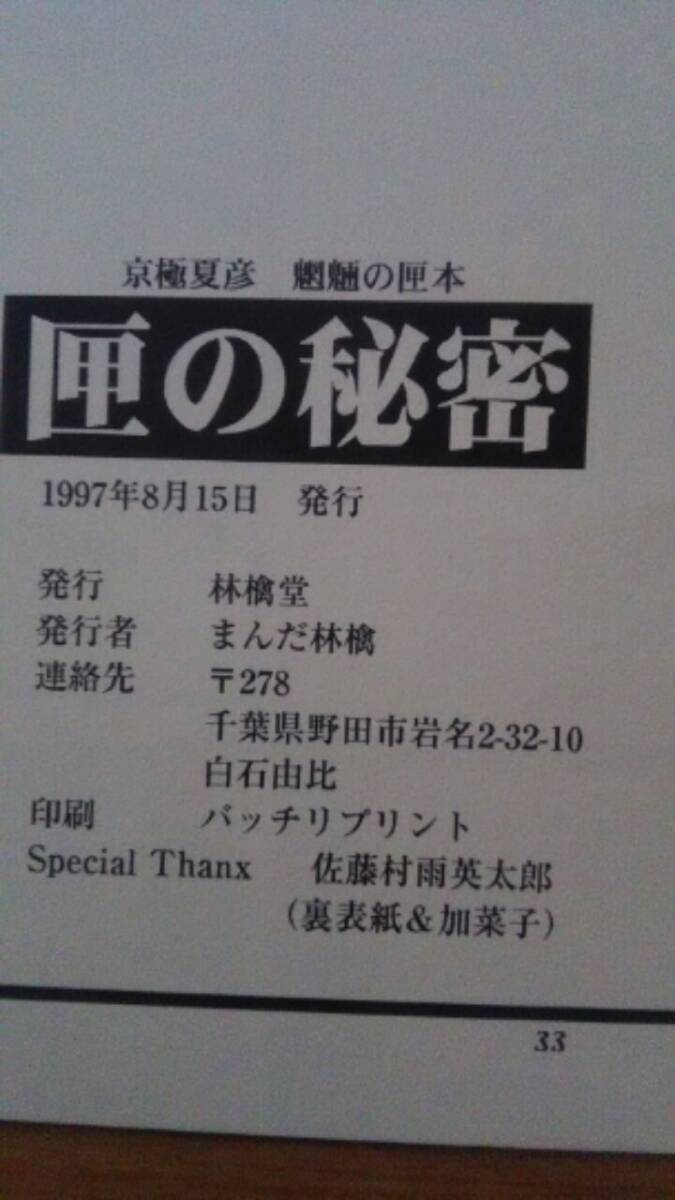 京極夏彦 魍魎の匣本
匣の秘密
1997年8月15日 発行
発行 林檎堂
発行者 まんだ林檎
連絡先 〒278
千葉県野田市岩名2-32-10
白石由比
印刷 バッチリプリント
Special Thanx 佐藤村雨英太郎
(裏表紙&加菜子)
33